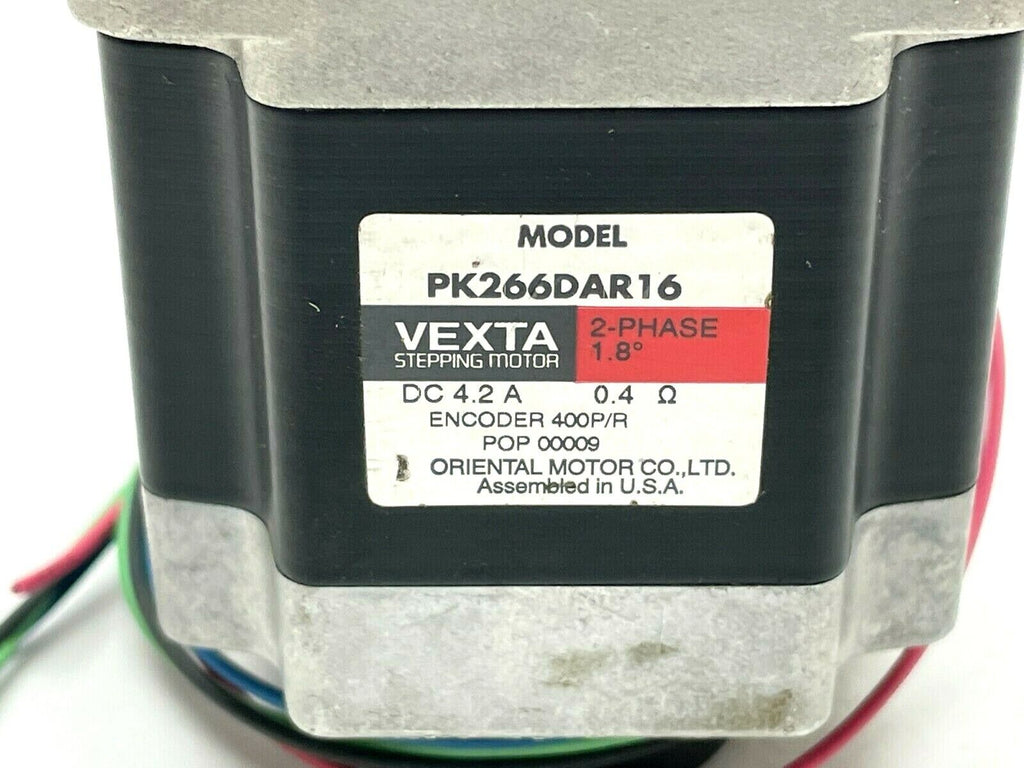 MODEL
PK266DAR16
VEXTA
STEPPING MOTOR
2-PHASE
1.8°
DC 4.2 A 0.4 Ω
ENCODER 400P/R
POP 00009
ORIENTAL MOTOR CO.,LTD.
Assembled in U.S.A.